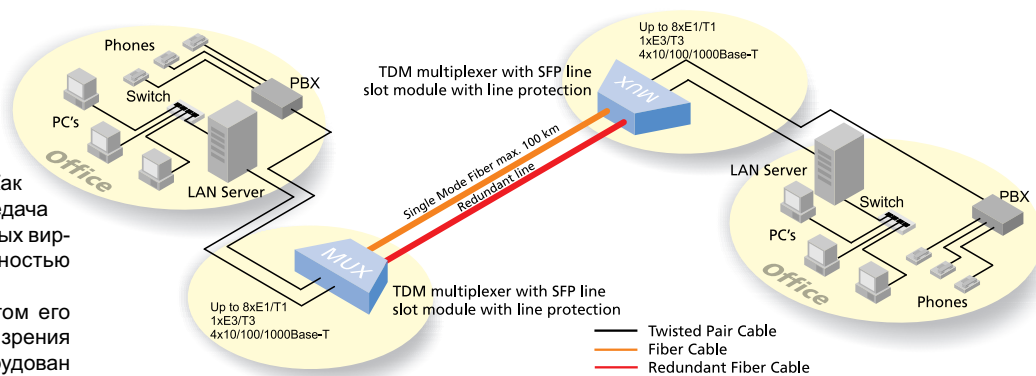 Phones
PBX
Switch
PC's
LAN Server
Office
Как
едача
ых вир-
ностью
том его
зрения
рудован
Up to 8xE1/T1
1xE3/T3
4x10/100/1000Base-T
TDM multiplexer with SFP line
slot module with line protection
MUX
Single Mode Fiber max. 100 km
Redundant line
MUX
Up to 8xE1/T1
1xE3/T3
4x10/100/1000Base-T
TDM multiplexer with SFP line
slot module with line protection
LAN Server
PBX
Switch
PC's
Office
Phones
Twisted Pair Cable
Fiber Cable
Redundant Fiber Cable